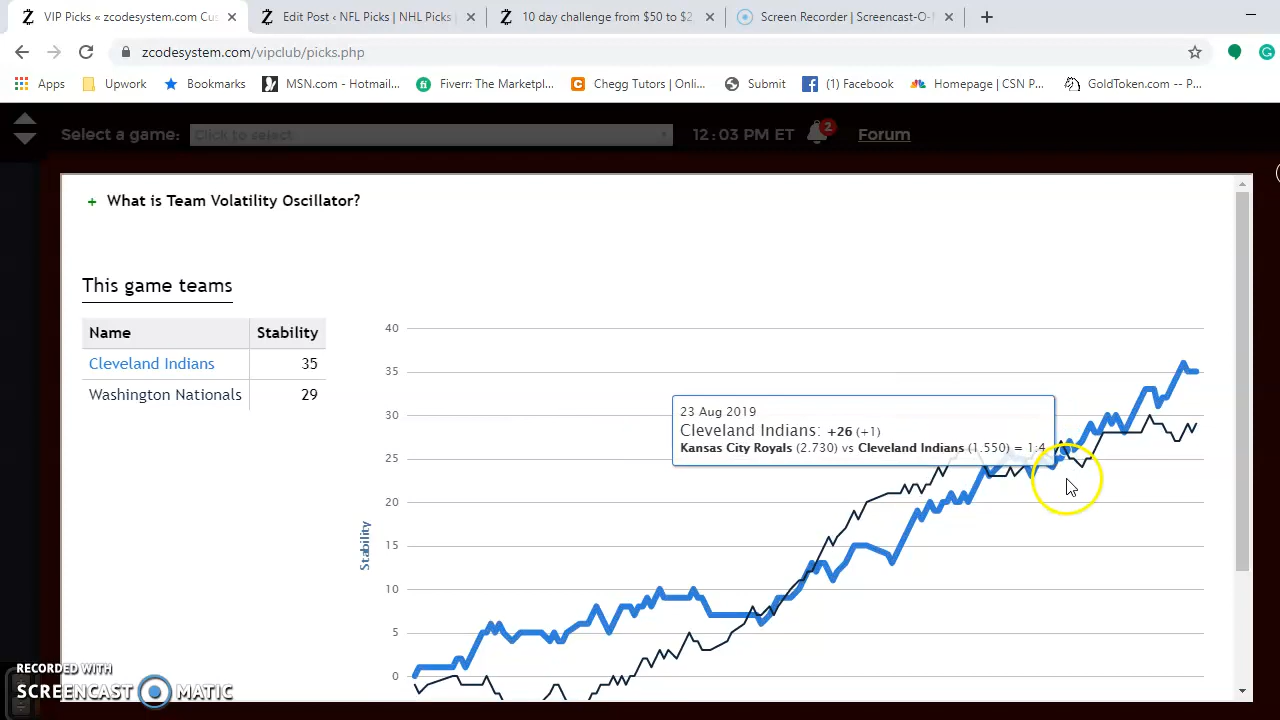 VIP Picks « zcodesystem.com Cus
Edit Post ‹ NFL Picks | NHL Picks |
10 day challenge from $50 to $2
Screen Recorder | Screencast-O-
zcodesystem.com/vipclub/picks.php
Apps
Upwork
Bookmarks
MSN.com - Hotmail...
Fiverr: The Marketpl...
Chegg Tutors | Onli...
Submit
(1) Facebook
Homepage | CSN P...
GoldToken.com -- P...
Select a game:
Click to select
12:03 PM ET
2
Forum
+ What is Team Volatility Oscillator?
This game teams
Name Stability
Cleveland Indians 35
Washington Nationals 29
40
35
30
25
20
15
10
5
0
Stability
23 Aug 2019
Cleveland Indians: +26 (+1)
Kansas City Royals (2.730) vs Cleveland Indians (1.550) = 1:4
RECORDED WITH
SCREENCAST MATIC